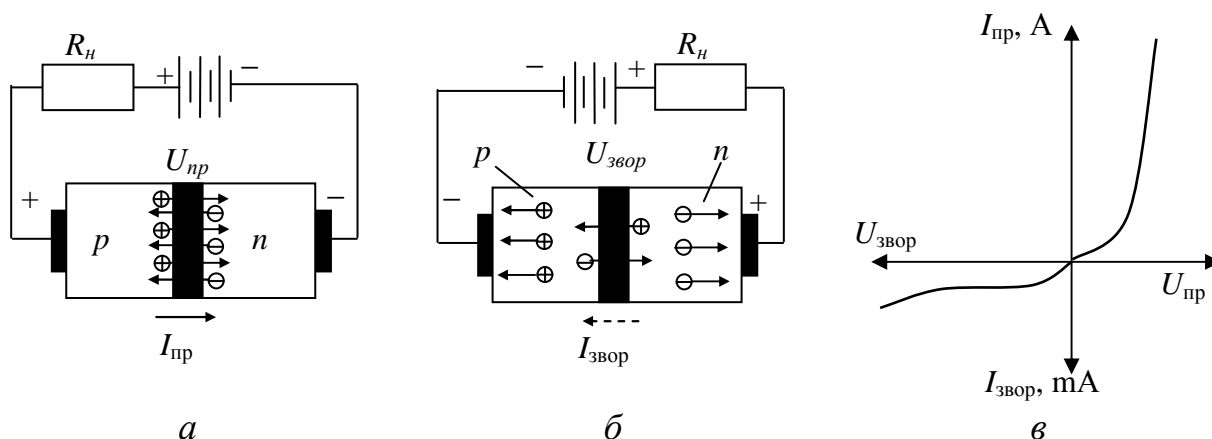 Rн
+
−
Uпр
+
−
p
n
Iпр
а
−
+
Rн
Uзвор
p
n
−
+
Iзвор
б
Iпр, А
Uзвор
Uпр
Iзвор, mA
в